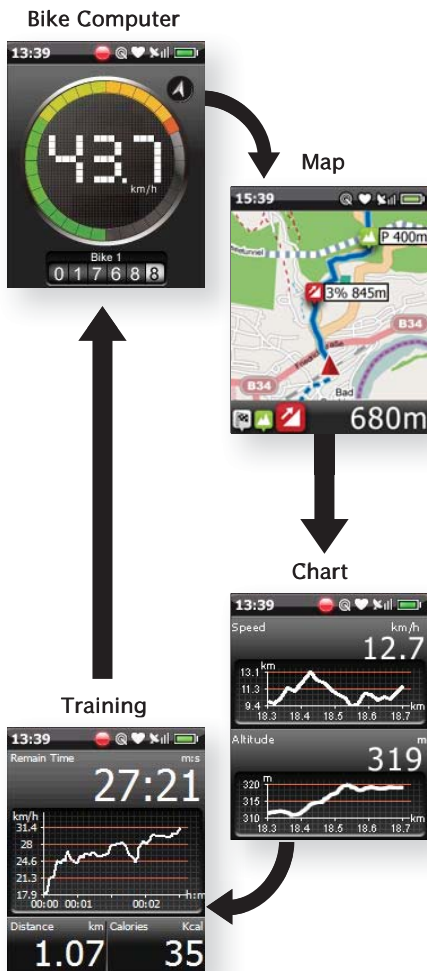 Bike Computer
13:39
43.7
km/h
Bike 1
017688
Map
15:39
P 400m
3% 845m
B34
B34
Bad
680m
Chart
13:39
Speed km/h
12.7
km
13.1
11.3
9.4
18.3 18.4 18.5 18.6 18.7 km
Altitude m
319
m
320
315
310
18.3 18.4 18.5 18.6 18.7 km
Training
13:39
Remain Time m:s
27:21
km/h
31.4
28
24.6
21.3
17.9
00:00 00:01 00:02 h:m
Distance km Calories Kcal
1.07 35